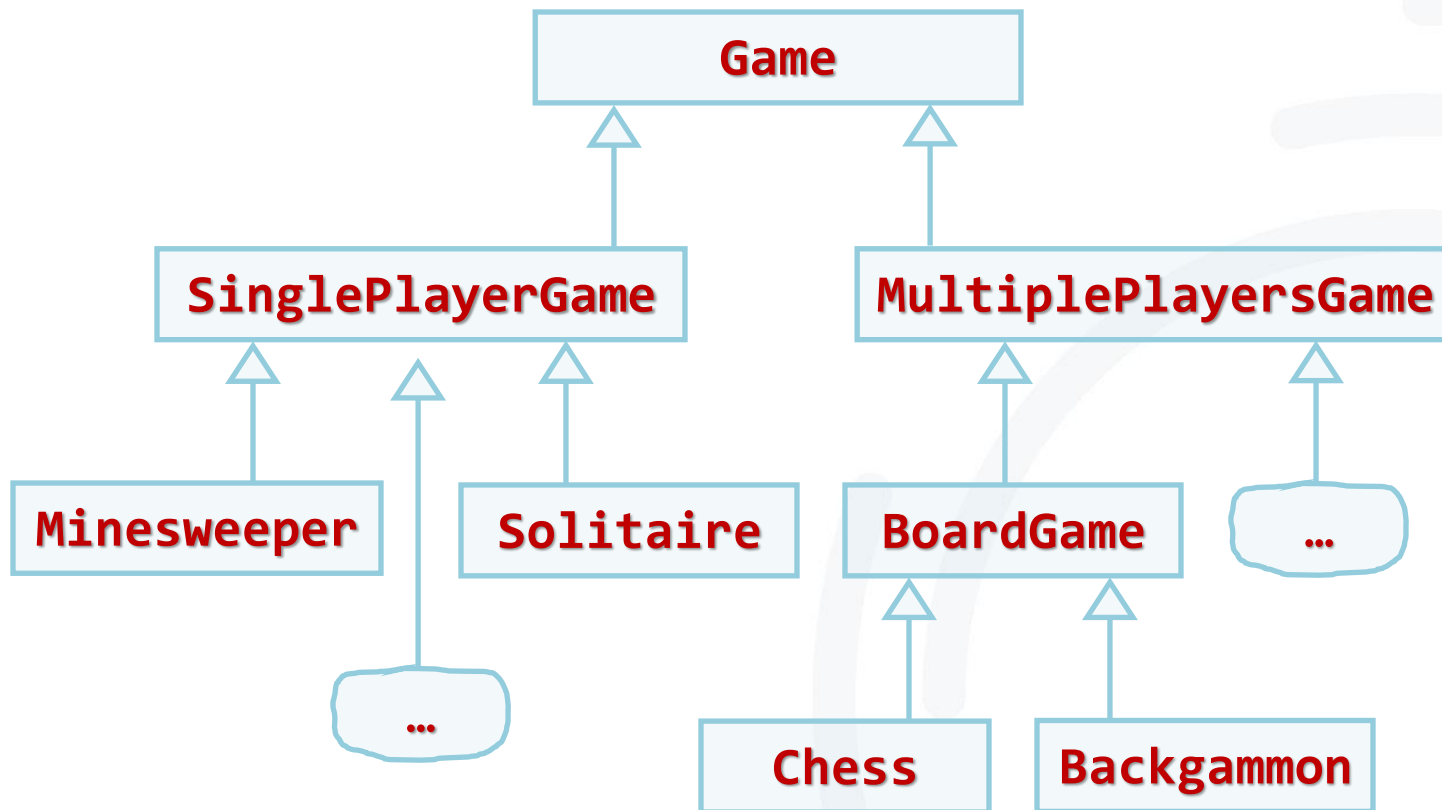 Game
SinglePlayerGame
MultiplePlayersGame
Minesweeper
Solitaire
BoardGame
…
…
Chess
Backgammon